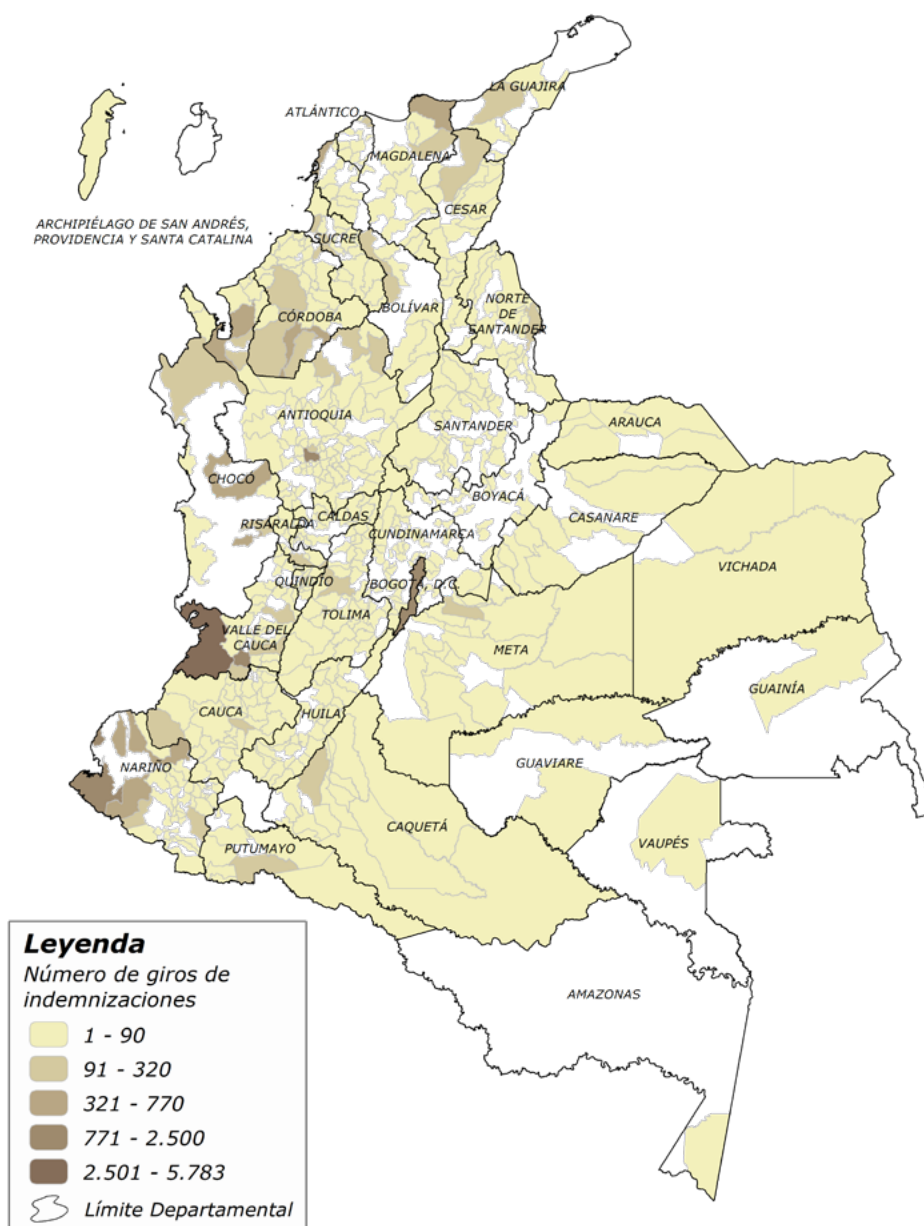 LA GUAJIRA
ATLÁNTICO
MAGDALENA
CESAR
ARCHIPIÉLAGO DE SAN ANDRÉS,
PROVIDENCIA Y SANTA CATALINA
SUCRE
BOLÍVAR
NORTE
DE
SANTANDER
CÓRDOBA
ANTIOQUIA
SANTANDER
ARAUCA
CHOCÓ
BOYACÁ
RISARALDA
CALDAS
CASANARE
CUNDINAMARCA
VICHADA
QUINDÍO
BOGOTÁ, D.C.
TOLIMA
VALLE DEL
CAUCA
META
GUAINÍA
CAUCA
HUILA
NARIÑO
GUAVIARE
CAQUETÁ
VAUPÉS
PUTUMAYO
AMAZONAS
Leyenda
Número de giros de
indemnizaciones
1 - 90
91 - 320
321 - 770
771 - 2.500
2.501 - 5.783
Límite Departamental